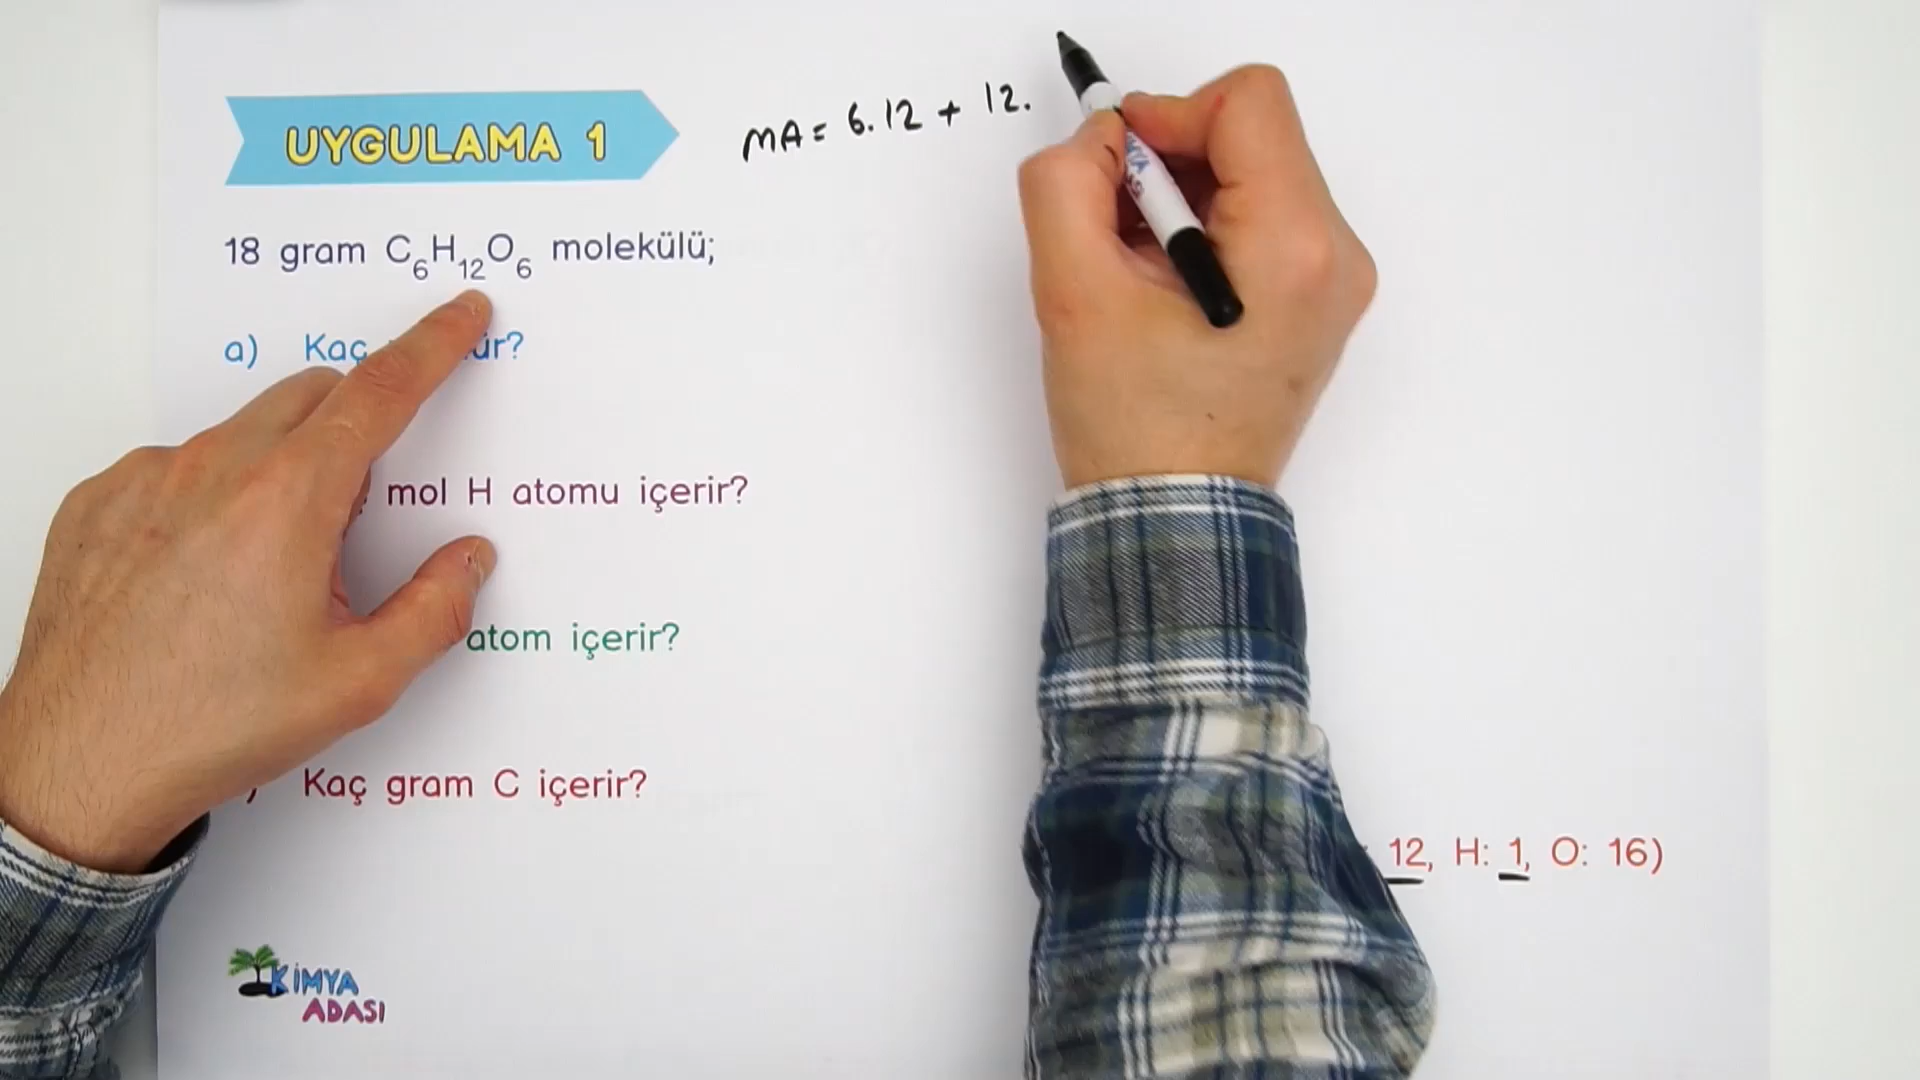 UYGULAMA 1
MA = 6.12 + 12.
18 gram C₆H₁₂O₆ molekülü;
a) Kaç ür?
mol H atomu içerir?
atom içerir?
) Kaç gram C içerir?
12, H: 1, O: 16)
KİMYA
ADASI